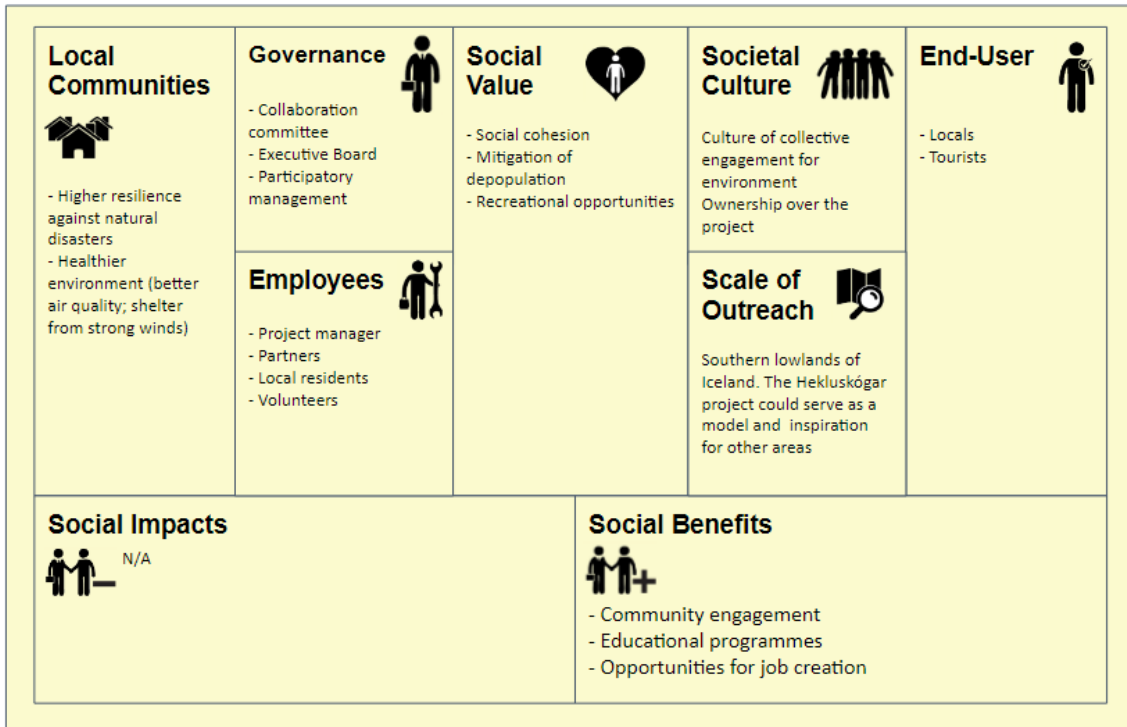 Local
Communities
- Higher resilience
against natural
disasters
- Healthier
environment (better
air quality; shelter
from strong winds)
Governance
- Collaboration
committee
- Executive Board
- Participatory
management
Employees
- Project manager
- Partners
- Local residents
- Volunteers
Social
Value
- Social cohesion
- Mitigation of
depopulation
- Recreational opportunities
Societal
Culture
Culture of collective
engagement for
environment
Ownership over the
project
Scale of
Outreach
Southern lowlands of
Iceland. The Hekluskógar
project could serve as a
model and inspiration
for other areas
End-User
- Locals
- Tourists
Social Impacts
N/A
Social Benefits
- Community engagement
- Educational programmes
- Opportunities for job creation